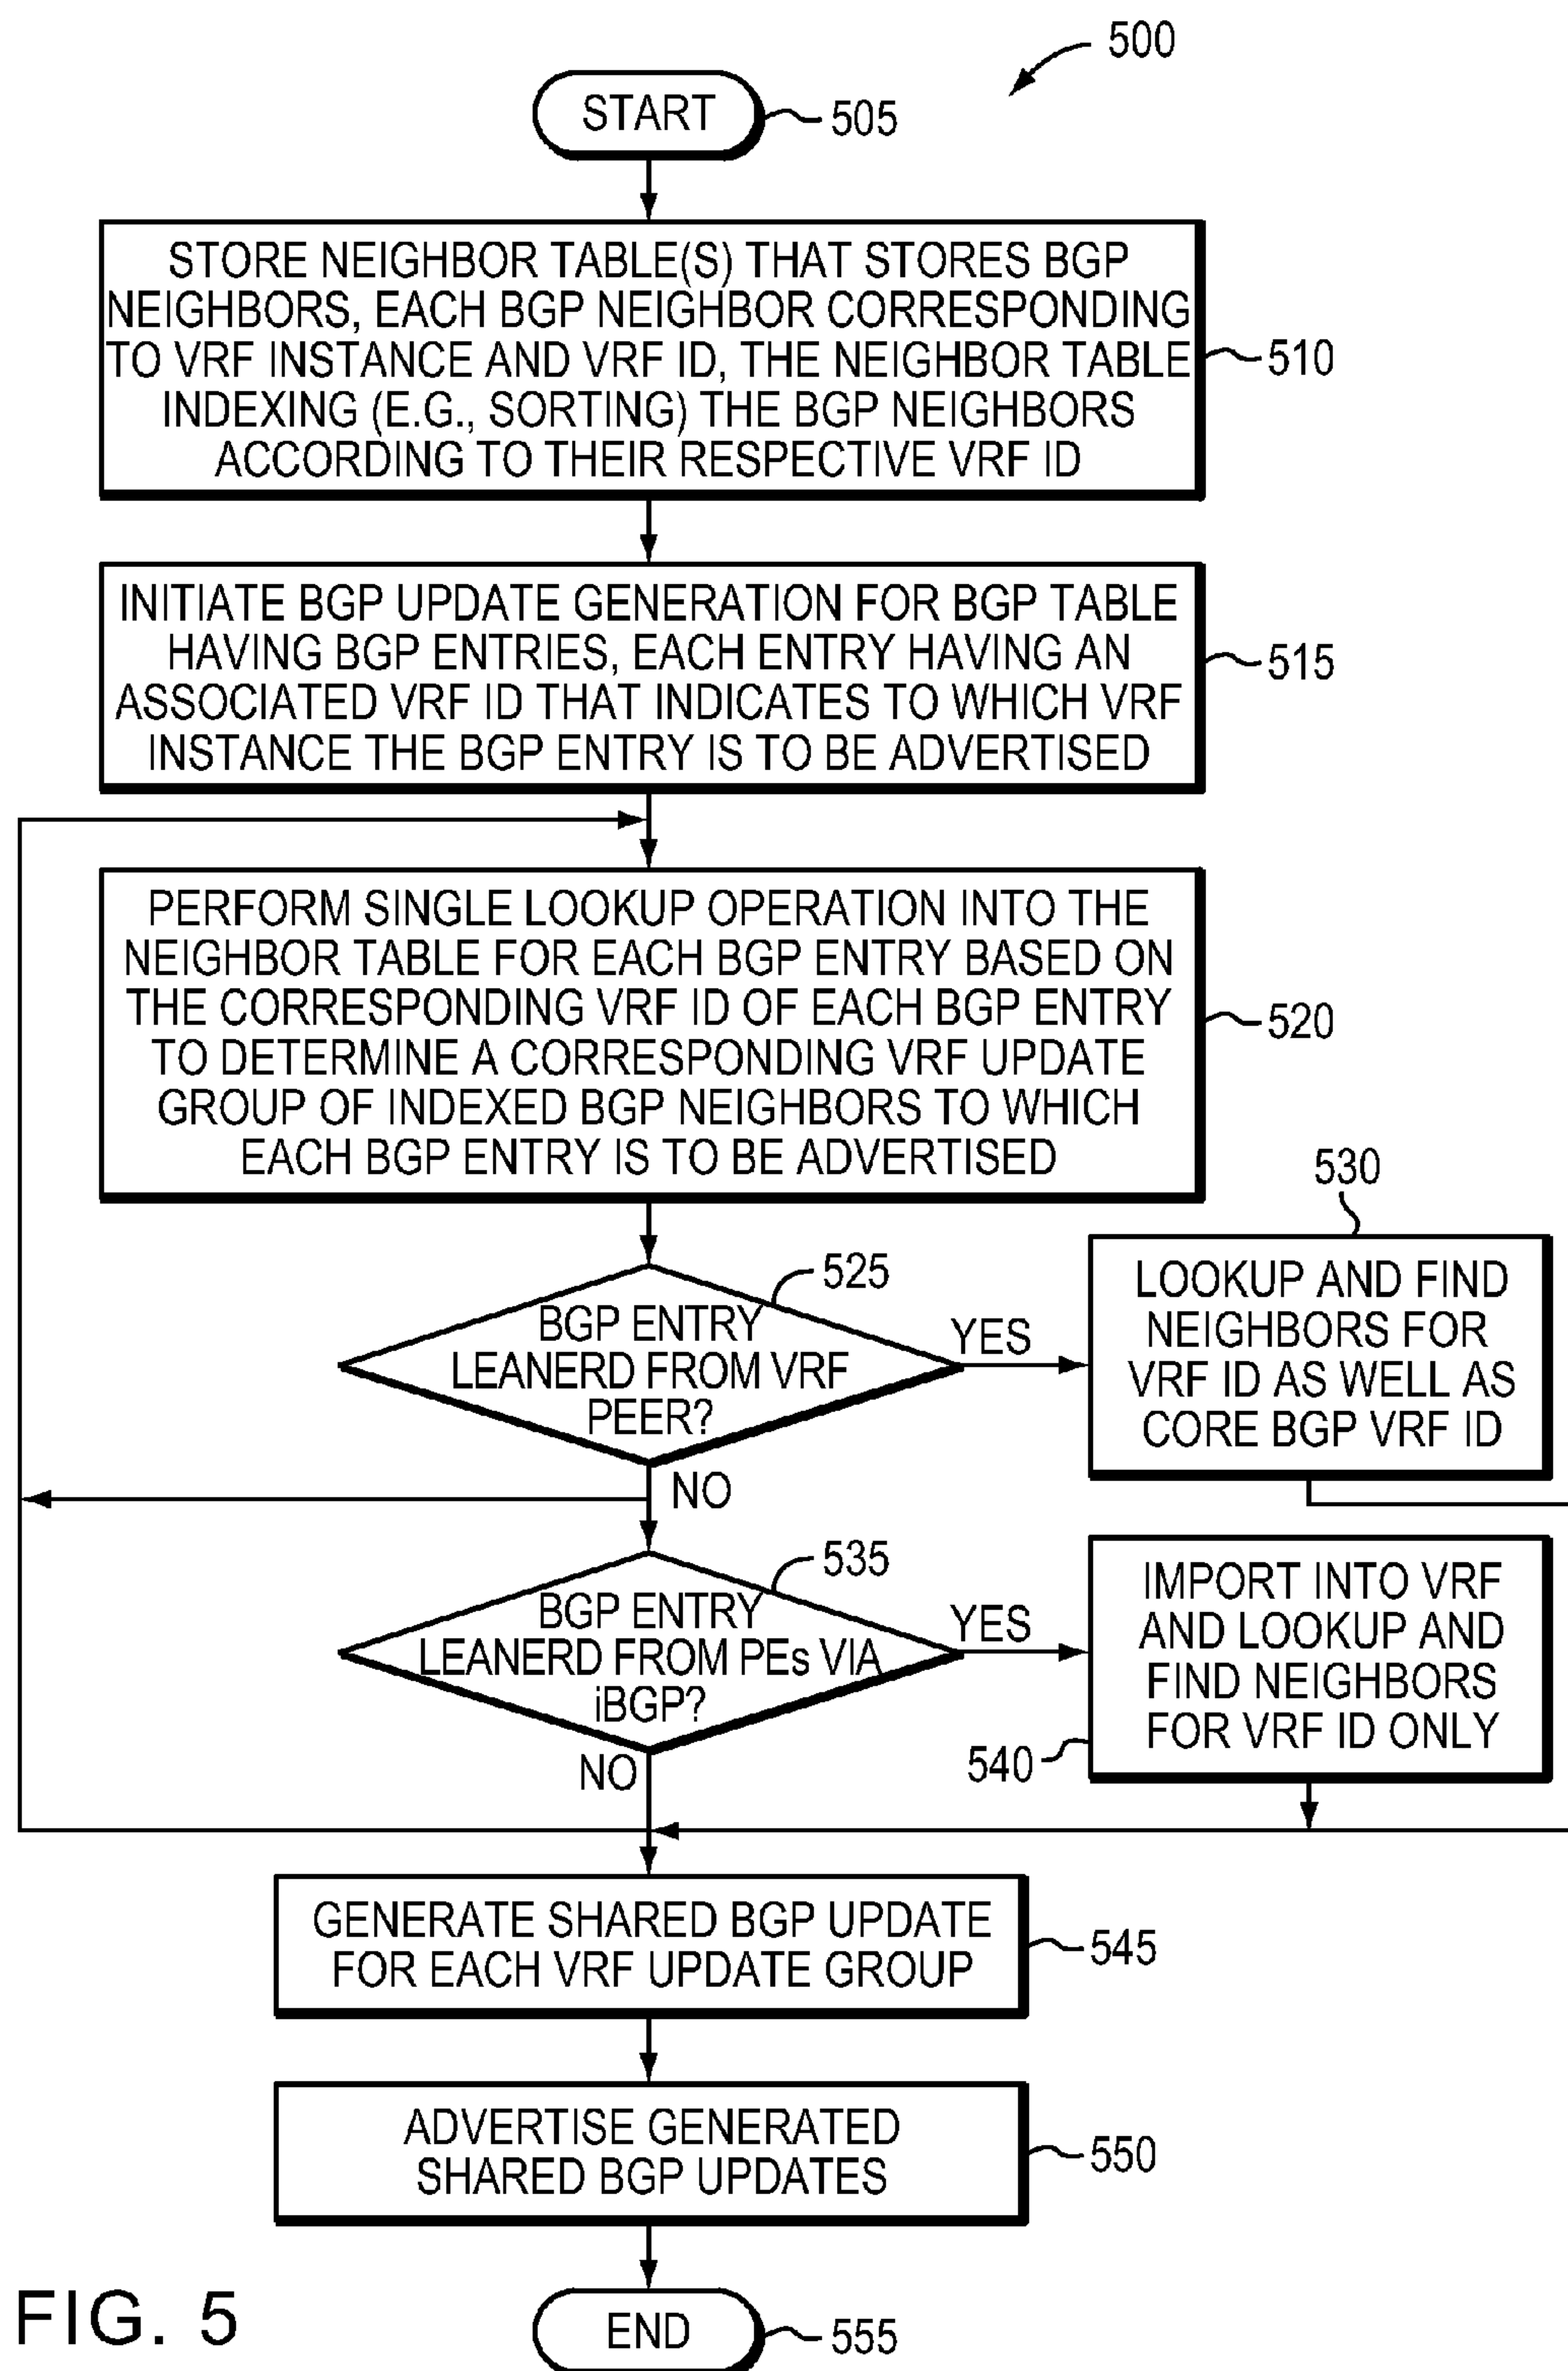 500
START
505
STORE NEIGHBOR TABLE(S) THAT STORES BGP
NEIGHBORS, EACH BGP NEIGHBOR CORRESPONDING
TO VRF INSTANCE AND VRF ID, THE NEIGHBOR TABLE
INDEXING (E.G., SORTING) THE BGP NEIGHBORS
ACCORDING TO THEIR RESPECTIVE VRF ID
510
INITIATE BGP UPDATE GENERATION FOR BGP TABLE
HAVING BGP ENTRIES, EACH ENTRY HAVING AN
ASSOCIATED VRF ID THAT INDICATES TO WHICH VRF
INSTANCE THE BGP ENTRY IS TO BE ADVERTISED
515
PERFORM SINGLE LOOKUP OPERATION INTO THE
NEIGHBOR TABLE FOR EACH BGP ENTRY BASED ON
THE CORRESPONDING VRF ID OF EACH BGP ENTRY
TO DETERMINE A CORRESPONDING VRF UPDATE
GROUP OF INDEXED BGP NEIGHBORS TO WHICH
EACH BGP ENTRY IS TO BE ADVERTISED
520
BGP ENTRY
LEANERD FROM VRF
PEER?
525
YES
NO
530
LOOKUP AND FIND
NEIGHBORS FOR
VRF ID AS WELL AS
CORE BGP VRF ID
BGP ENTRY
LEANERD FROM PEs VIA
iBGP?
535
YES
NO
IMPORT INTO VRF
AND LOOKUP AND
FIND NEIGHBORS
FOR VRF ID ONLY
540
GENERATE SHARED BGP UPDATE
FOR EACH VRF UPDATE GROUP
545
ADVERTISE GENERATED
SHARED BGP UPDATES
550
END
555
FIG. 5